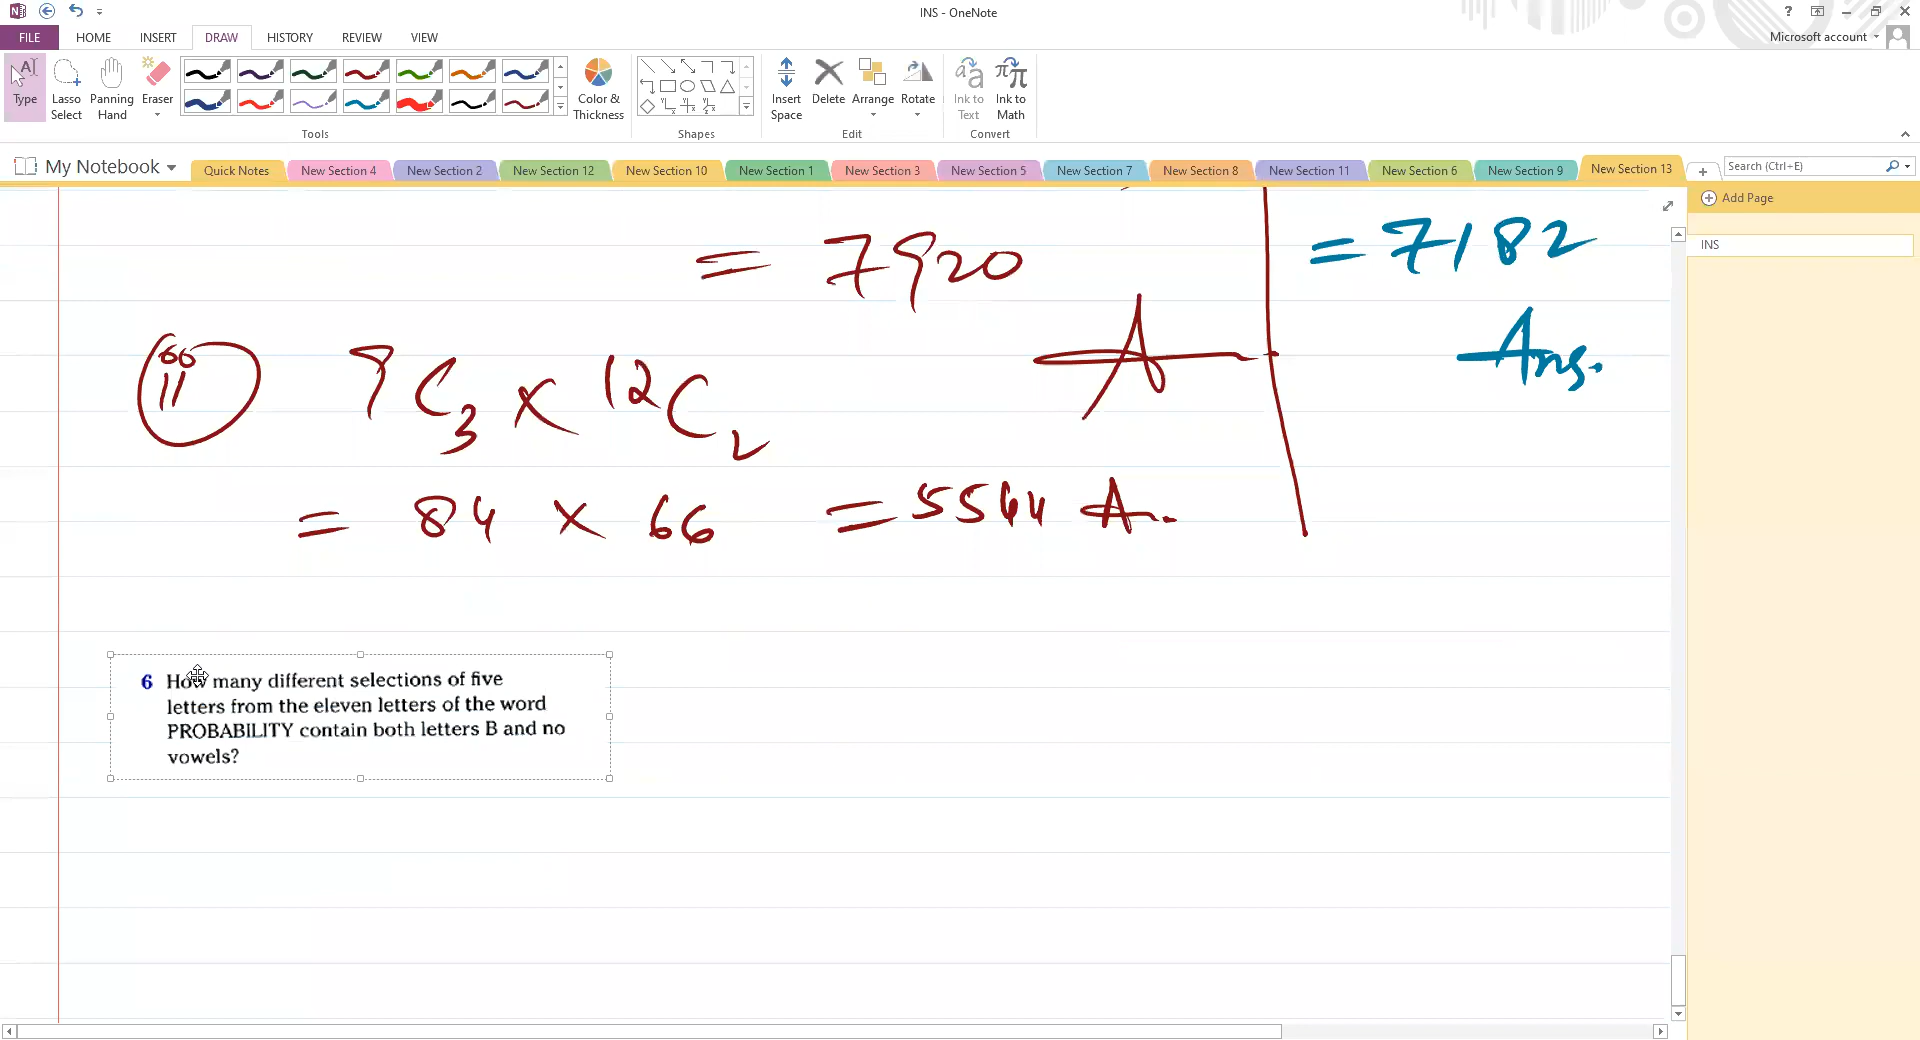 INS - OneNote
FILE HOME INSERT DRAW HISTORY REVIEW VIEW
Microsoft account
Type
Lasso Select
Panning Hand
Eraser
Color & Thickness
Insert Space
Delete
Arrange
Rotate
Ink to Text
Ink to Math
Tools
Shapes
Edit
Convert
My Notebook
Quick Notes
New Section 4
New Section 2
New Section 12
New Section 10
New Section 1
New Section 3
New Section 5
New Section 7
New Section 8
New Section 11
New Section 6
New Section 9
New Section 13
Search (Ctrl+E)
Add Page
INS
= 7920
= 7182
Ans.
11
9C3 × 12C2
= 84 × 66 = 5544 A.
6 How many different selections of five
letters from the eleven letters of the word
PROBABILITY contain both letters B and no
vowels?